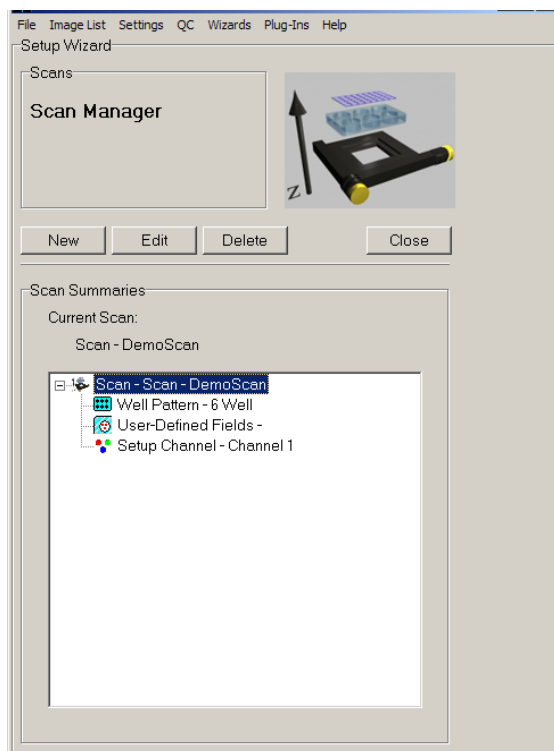 File Image List Settings QC Wizards Plug-Ins Help
Setup Wizard
Scans
Scan Manager
Z
New Edit Delete Close
Scan Summaries
Current Scan:
Scan - DemoScan
Scan - Scan - DemoScan
Well Pattern - 6 Well
User-Defined Fields -
Setup Channel - Channel 1